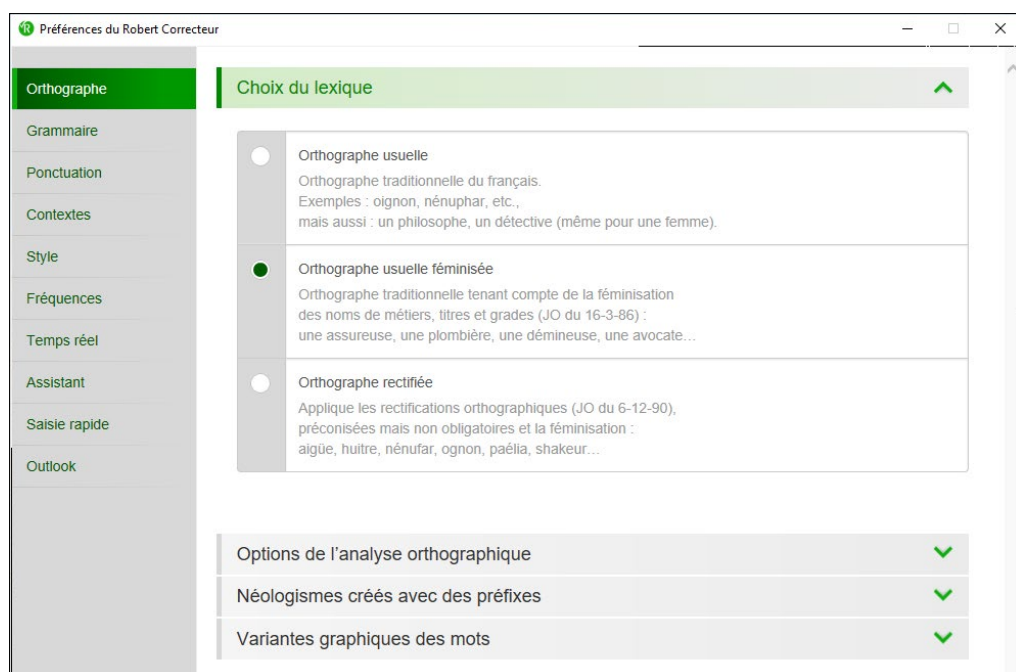 Préférences du Robert Correcteur
Orthographe
Grammaire
Ponctuation
Contextes
Style
Fréquences
Temps réel
Assistant
Saisie rapide
Outlook
Choix du lexique
Orthographe usuelle
Orthographe traditionnelle du français.
Exemples : oignon, nénuphar, etc.,
mais aussi : un philosophe, un détective (même pour une femme).
Orthographe usuelle féminisée
Orthographe traditionnelle tenant compte de la féminisation
des noms de métiers, titres et grades (JO du 16-3-86) :
une assureuse, une plombière, une démineuse, une avocate…
Orthographe rectifiée
Applique les rectifications orthographiques (JO du 6-12-90),
préconisées mais non obligatoires et la féminisation :
aigüe, huitre, nénufar, ognon, paélia, shakeur…
Options de l’analyse orthographique
Néologismes créés avec des préfixes
Variantes graphiques des mots